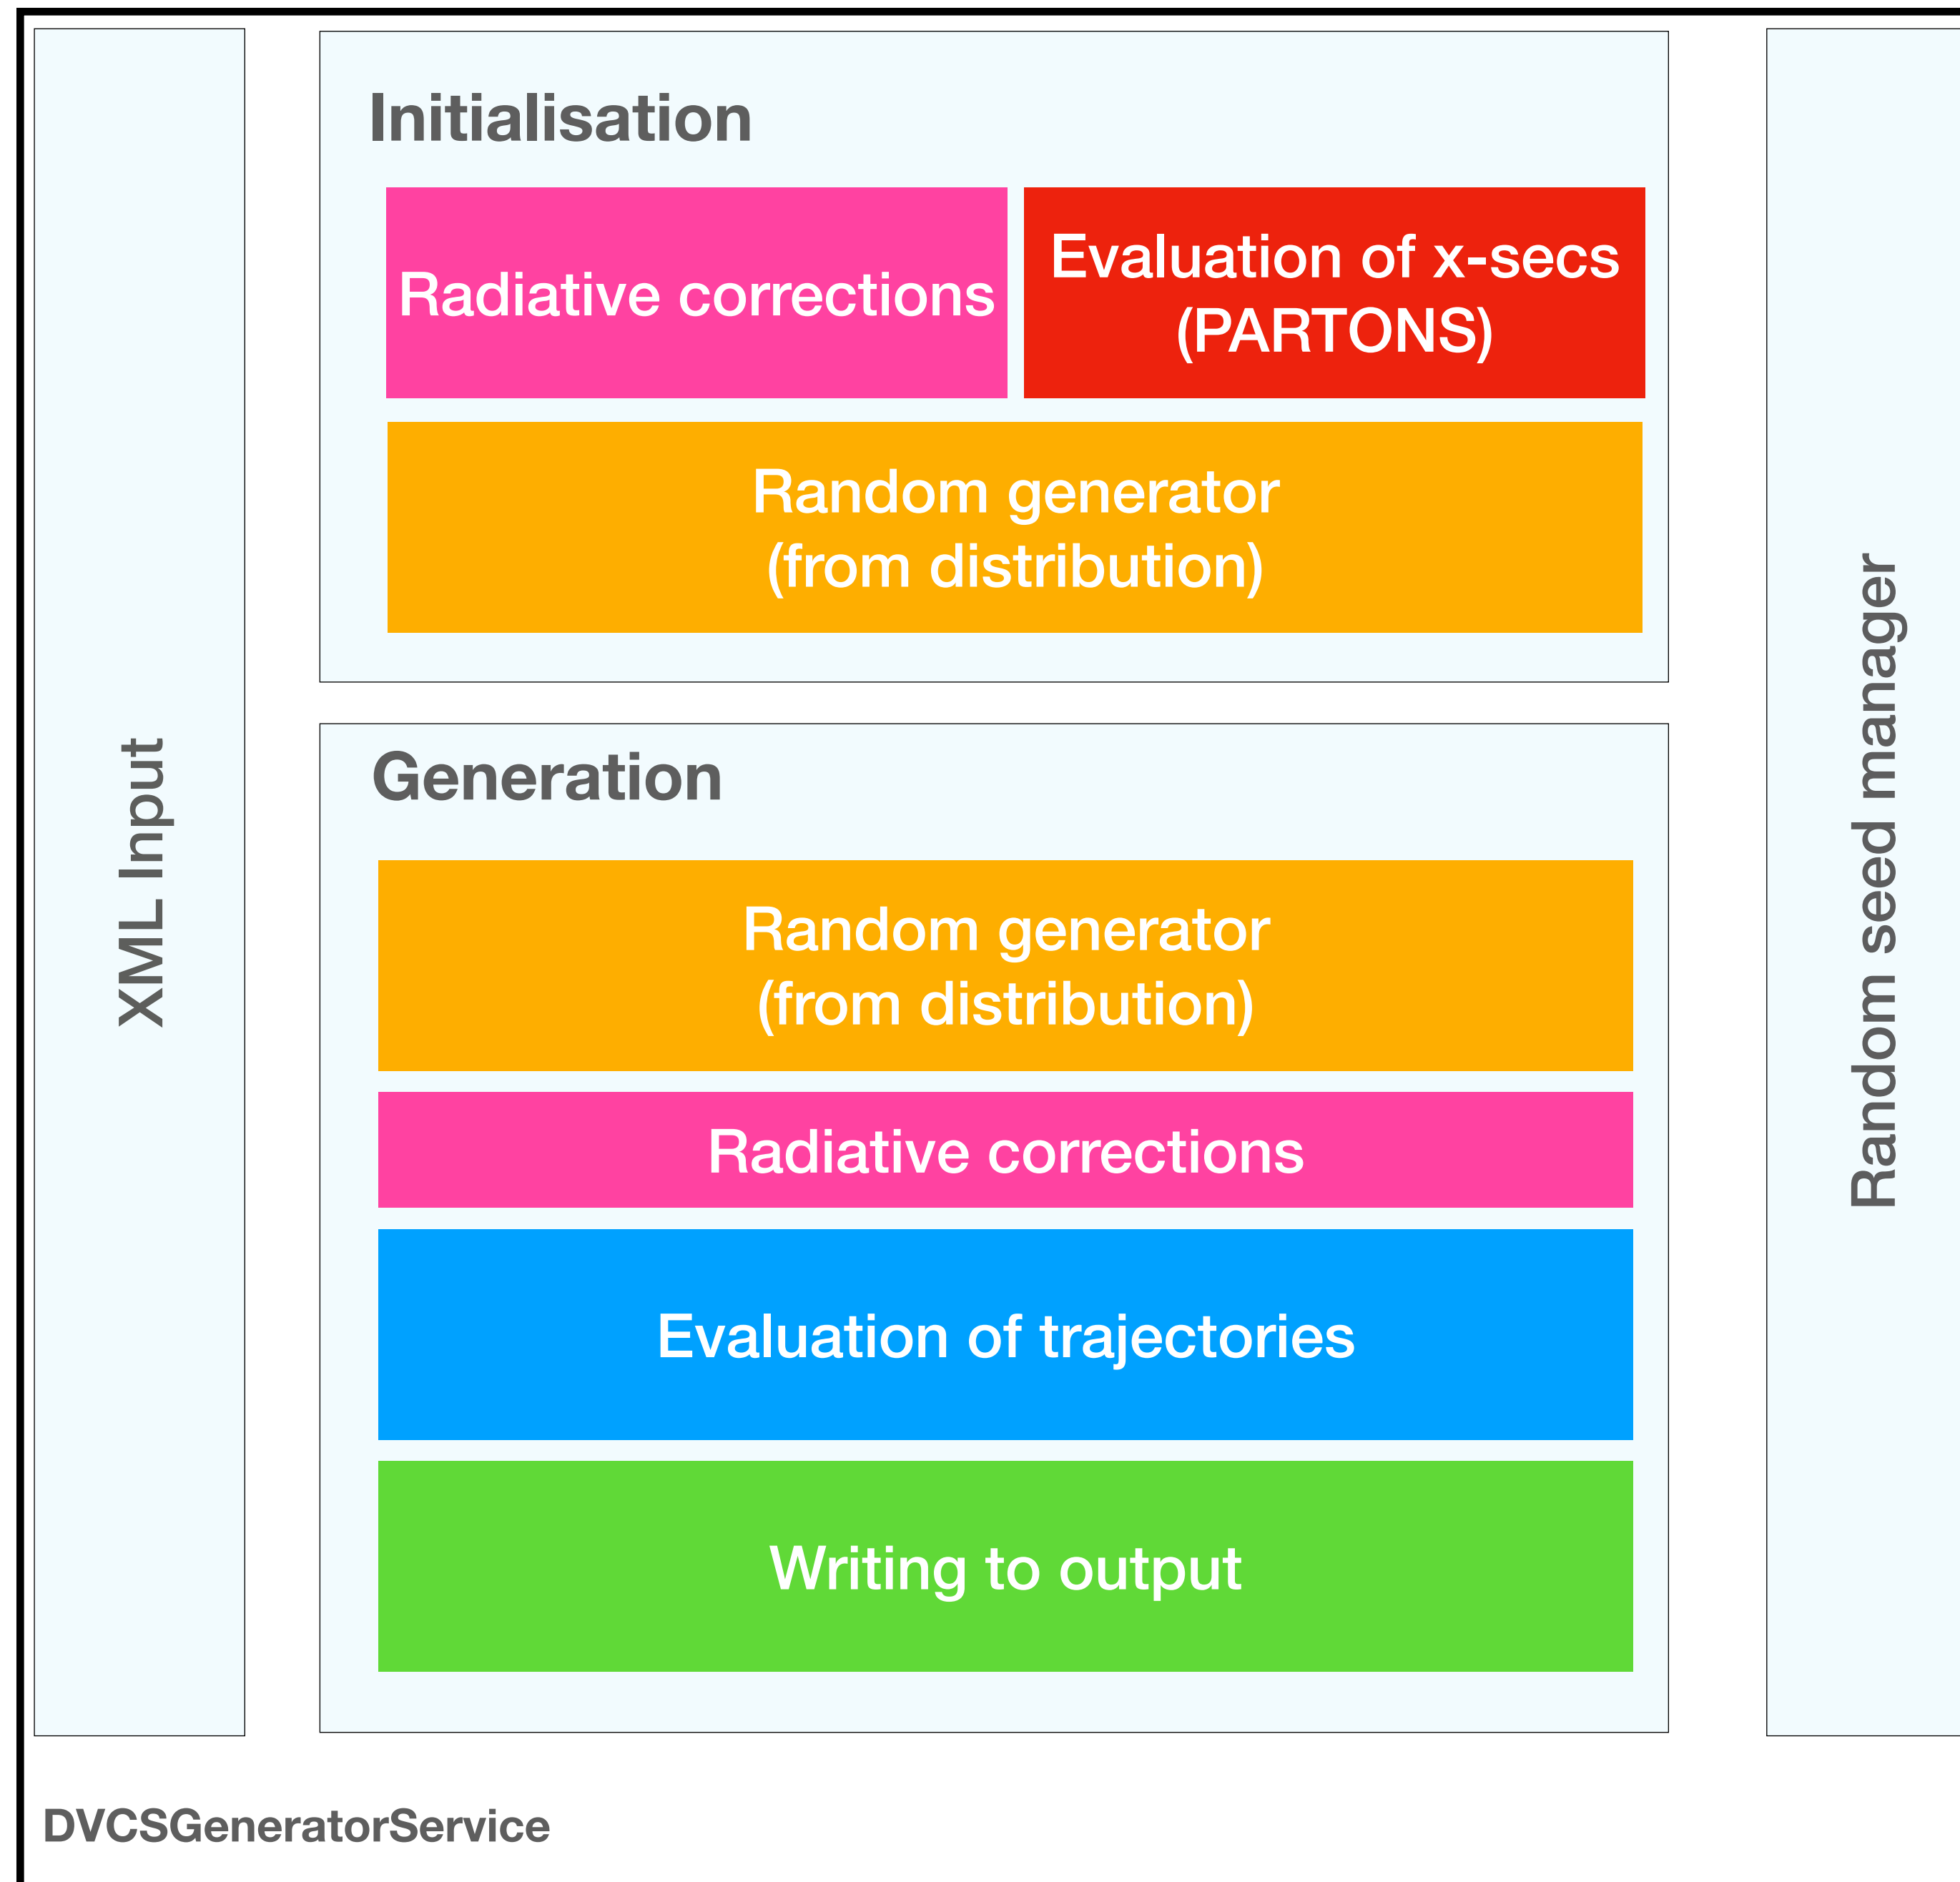 XML Input
Initialisation
Radiative corrections
Evaluation of x-secs
(PARTONS)
Random generator
(from distribution)
Generation
Random generator
(from distribution)
Radiative corrections
Evaluation of trajectories
Writing to output
Random seed manager
DVCSGeneratorService